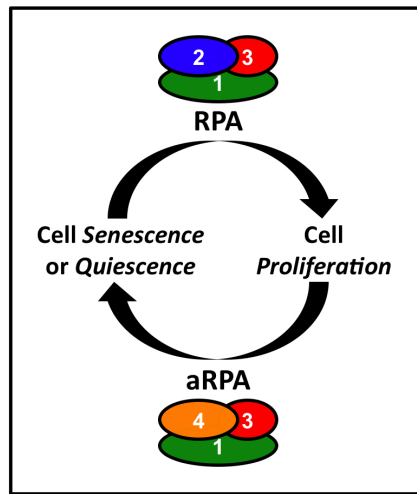 2 3
1
RPA
Cell Senescence
or Quiescence
Cell
Proliferation
aRPA
4 3
1